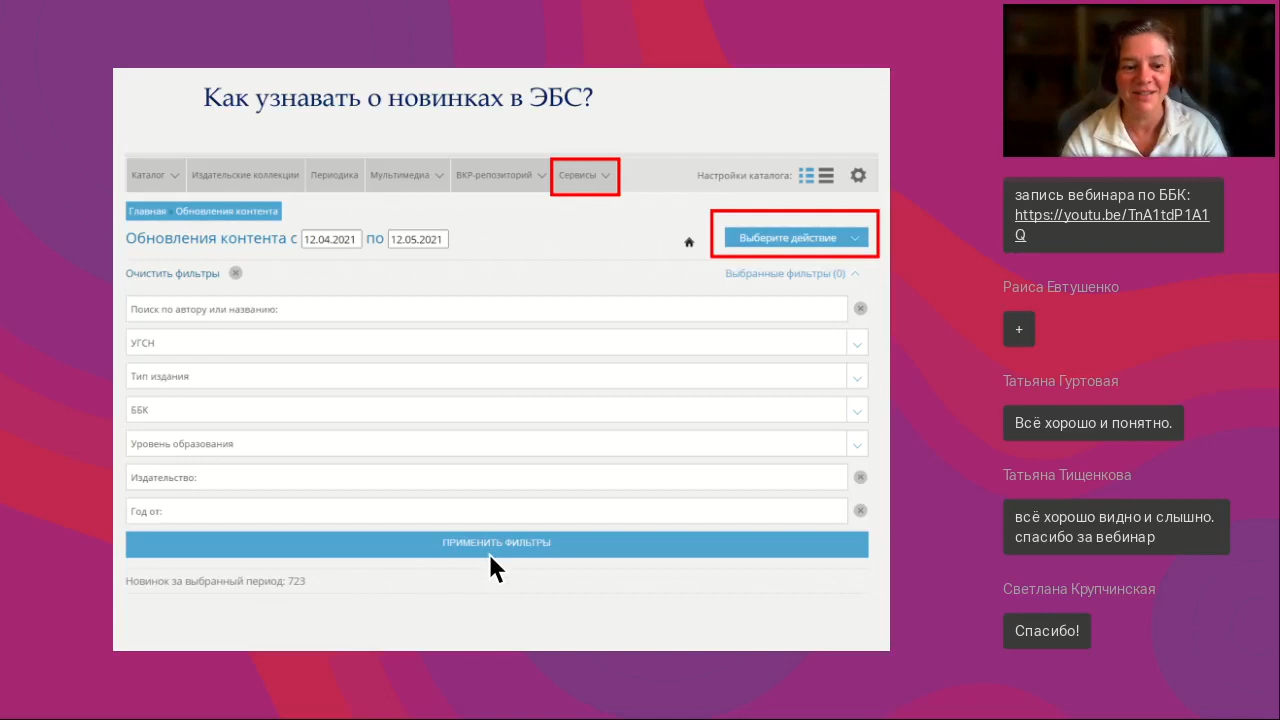 Как узнавать о новинках в ЭБС?
Каталог
Издательские коллекции
Периодика
Мультимедиа
ВКР-репозиторий
Сервисы
Настройки каталога:
Главная Обновления контента
Обновления контента с 12.04.2021 по 12.05.2021
Выберите действие
Очистить фильтры
Выбранные фильтры (0)
Поиск по автору или названию:
УГСН
Тип издания
ББК
Уровень образования
Издательство:
Год от:
ПРИМЕНИТЬ ФИЛЬТРЫ
Новинок за выбранный период: 723
запись вебинара по ББК:
https://youtu.be/TnA1tdP1A1
Q
Раиса Евтушенко
+
Татьяна Гуртовая
Всё хорошо и понятно.
Татьяна Тищенкова
всё хорошо видно и слышно.
спасибо за вебинар
Светлана Крупчинская
Спасибо!